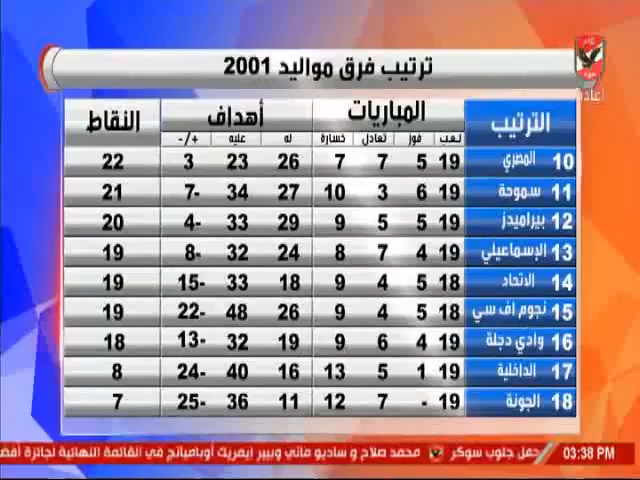 ترتيب فرق مواليد 2001
الترتيب المباريات أهداف النقاط
لعب فوز تعادل خسارة له عليه +/-
10 المصري 19 5 7 7 26 23 3 22
11 سموحة 19 6 3 10 27 34 -7 21
12 بيراميدز 19 5 5 9 29 33 -4 20
13 الإسماعيلي 19 4 7 8 24 32 -8 19
14 الاتحاد 18 5 4 9 18 33 -15 19
15 نجوم اف سي 18 5 4 9 26 48 -22 19
16 وادي دجلة 19 4 6 9 19 32 -13 18
17 الداخلية 19 1 5 13 16 40 -24 8
18 الجونة 19 - 7 12 11 36 -25 7
إعادة
03:38 PM حفل جلوب سوكر محمد صلاح و ساديو ماني وبيير إيمريك أوباميانج في القائمة النهائية لجائزة أفضل